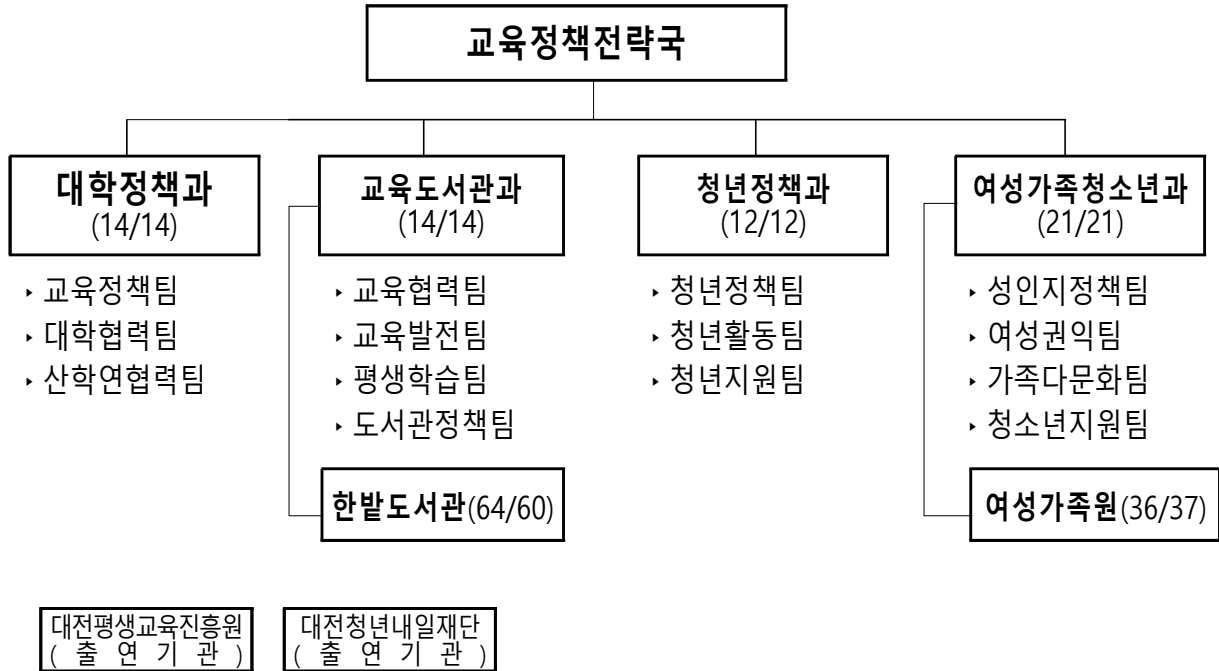 교육정책전략국
대학정책과
(14/14)
▸ 교육정책팀
▸ 대학협력팀
▸ 산학연협력팀
교육도서관과
(14/14)
▸ 교육협력팀
▸ 교육발전팀
▸ 평생학습팀
▸ 도서관정책팀
한밭도서관(64/60)
청년정책과
(12/12)
▸ 청년정책팀
▸ 청년활동팀
▸ 청년지원팀
여성가족청소년과
(21/21)
▸ 성인지정책팀
▸ 여성권익팀
▸ 가족다문화팀
▸ 청소년지원팀
여성가족원(36/37)
대전평생교육진흥원
( 출 연 기 관 )
대전청년내일재단
( 출 연 기 관 )